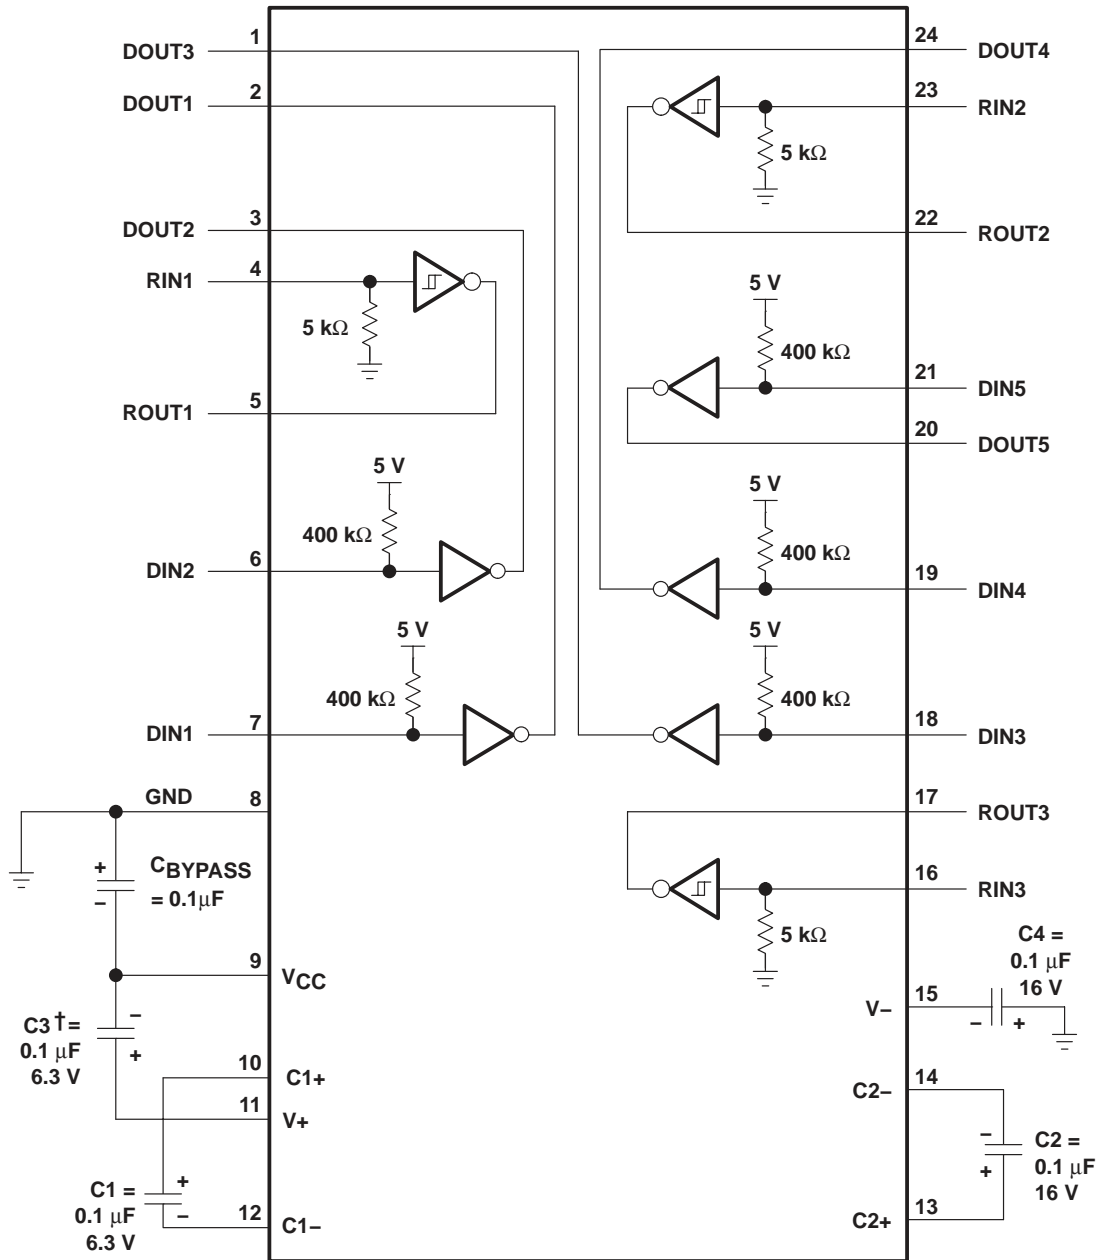 DOUT3 1
DOUT1 2
DOUT2 3
RIN1 4
5 kΩ
ROUT1 5
5 V
400 kΩ
DIN2 6
5 V
400 kΩ
DIN1 7
GND 8
+ CBYPASS
– = 0.1μF
9 VCC
C3† = –
0.1 μF +
6.3 V
10 C1+
11 V+
C1 = +
0.1 μF –
6.3 V
12 C1–
24 DOUT4
23 RIN2
5 kΩ
22 ROUT2
5 V
400 kΩ
21 DIN5
20 DOUT5
5 V
400 kΩ
19 DIN4
5 V
400 kΩ
18 DIN3
17 ROUT3
16 RIN3
5 kΩ
C4 =
0.1 μF
16 V
V– 15
– +
C2– 14
– C2 =
+ 0.1 μF
16 V
C2+ 13